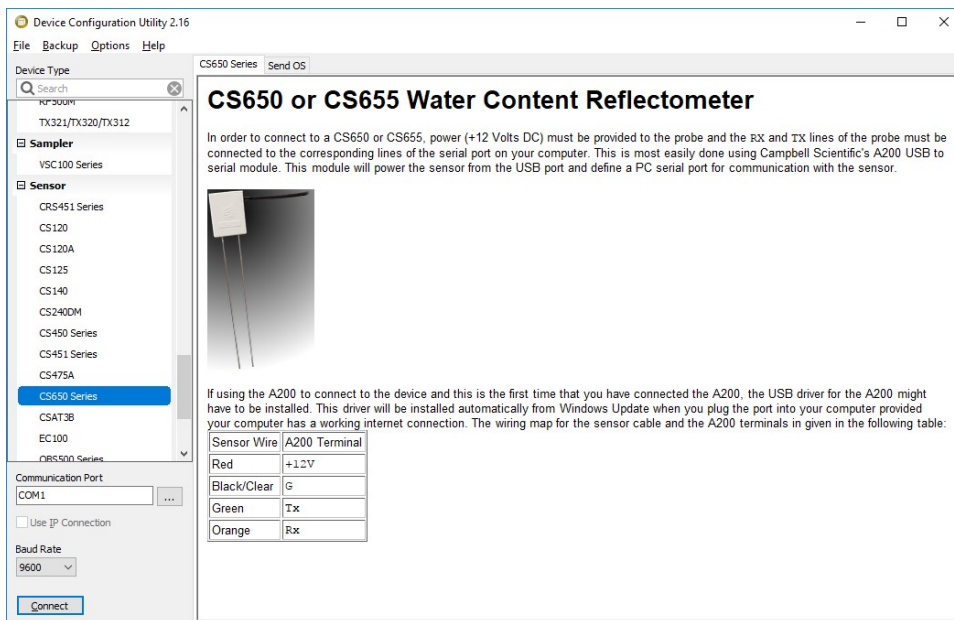 Device Configuration Utility 2.16
File Backup Options Help
Device Type
Search
RF500M
TX321/TX320/TX312
Sampler
VSC100 Series
Sensor
CRS451 Series
CS120
CS120A
CS125
CS140
CS240DM
CS450 Series
CS451 Series
CS475A
CS650 Series
CSAT3B
EC100
OBS500 Series
Communication Port
COM1
...
Use IP Connection
Baud Rate
9600
Connect
CS650 Series Send OS
CS650 or CS655 Water Content Reflectometer
In order to connect to a CS650 or CS655, power (+12 Volts DC) must be provided to the probe and the RX and TX lines of the probe must be
connected to the corresponding lines of the serial port on your computer. This is most easily done using Campbell Scientific's A200 USB to
serial module. This module will power the sensor from the USB port and define a PC serial port for communication with the sensor.
If using the A200 to connect to the device and this is the first time that you have connected the A200, the USB driver for the A200 might
have to be installed. This driver will be installed automatically from Windows Update when you plug the port into your computer provided
your computer has a working internet connection. The wiring map for the sensor cable and the A200 terminals in given in the following table:
Sensor Wire A200 Terminal
Red +12V
Black/Clear G
Green Tx
Orange Rx